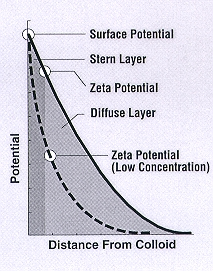 Surface Potential
Stern Layer
Zeta Potential
Diffuse Layer
Zeta Potential
(Low Concentration)
Potential
Distance From Colloid